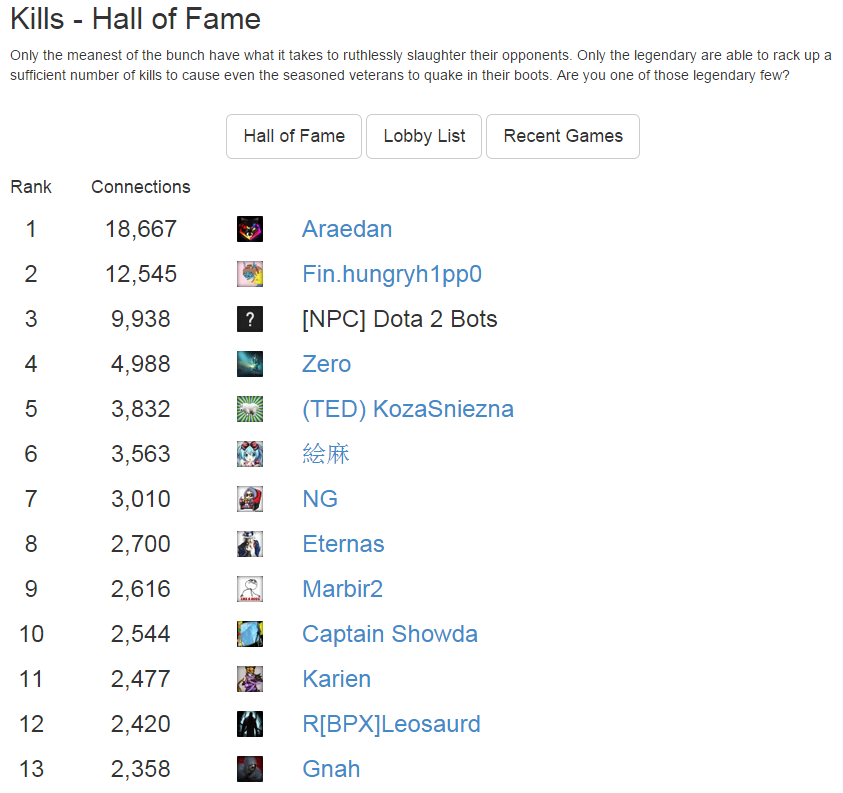 Kills - Hall of Fame
Only the meanest of the bunch have what it takes to ruthlessly slaughter their opponents. Only the legendary are able to rack up a
sufficient number of kills to cause even the seasoned veterans to quake in their boots. Are you one of those legendary few?
Hall of Fame Lobby List Recent Games
Rank Connections
1 18,667 Araedan
2 12,545 Fin.hungryh1pp0
3 9,938 ? [NPC] Dota 2 Bots
4 4,988 Zero
5 3,832 (TED) KozaSniezna
6 3,563 絵麻
7 3,010 NG
8 2,700 Eternas
9 2,616 Marbir2
10 2,544 Captain Showda
11 2,477 Karien
12 2,420 R[BPX]Leosaurd
13 2,358 Gnah